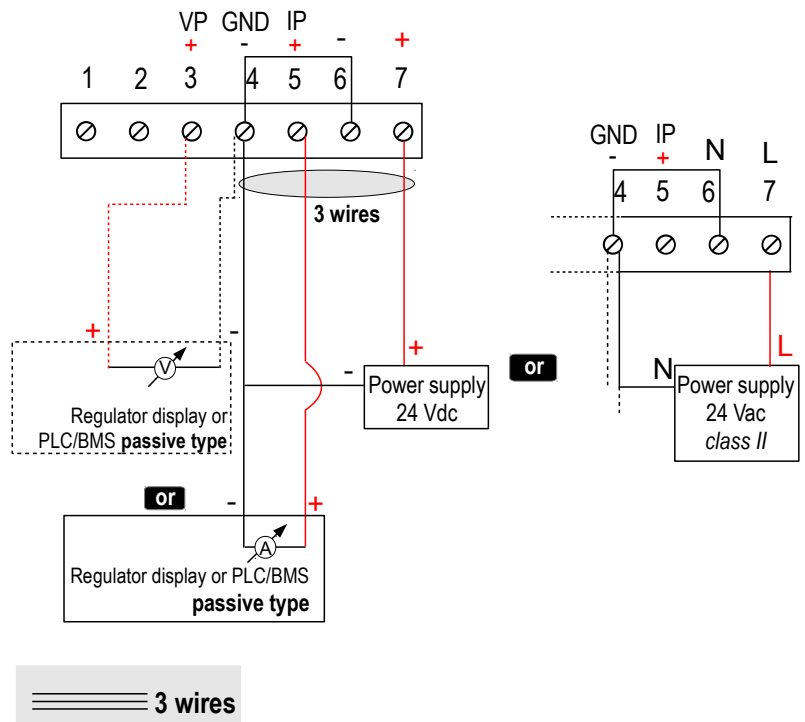 VP GND IP
+ - + - +
1 2 3 4 5 6 7
3 wires
+
-
V
Regulator display or
PLC/BMS passive type
-
+
Power supply
24 Vdc
or
- +
A
Regulator display or PLC/BMS
passive type
or
GND IP N L
- +
4 5 6 7
N
L
Power supply
24 Vac
class II
3 wires